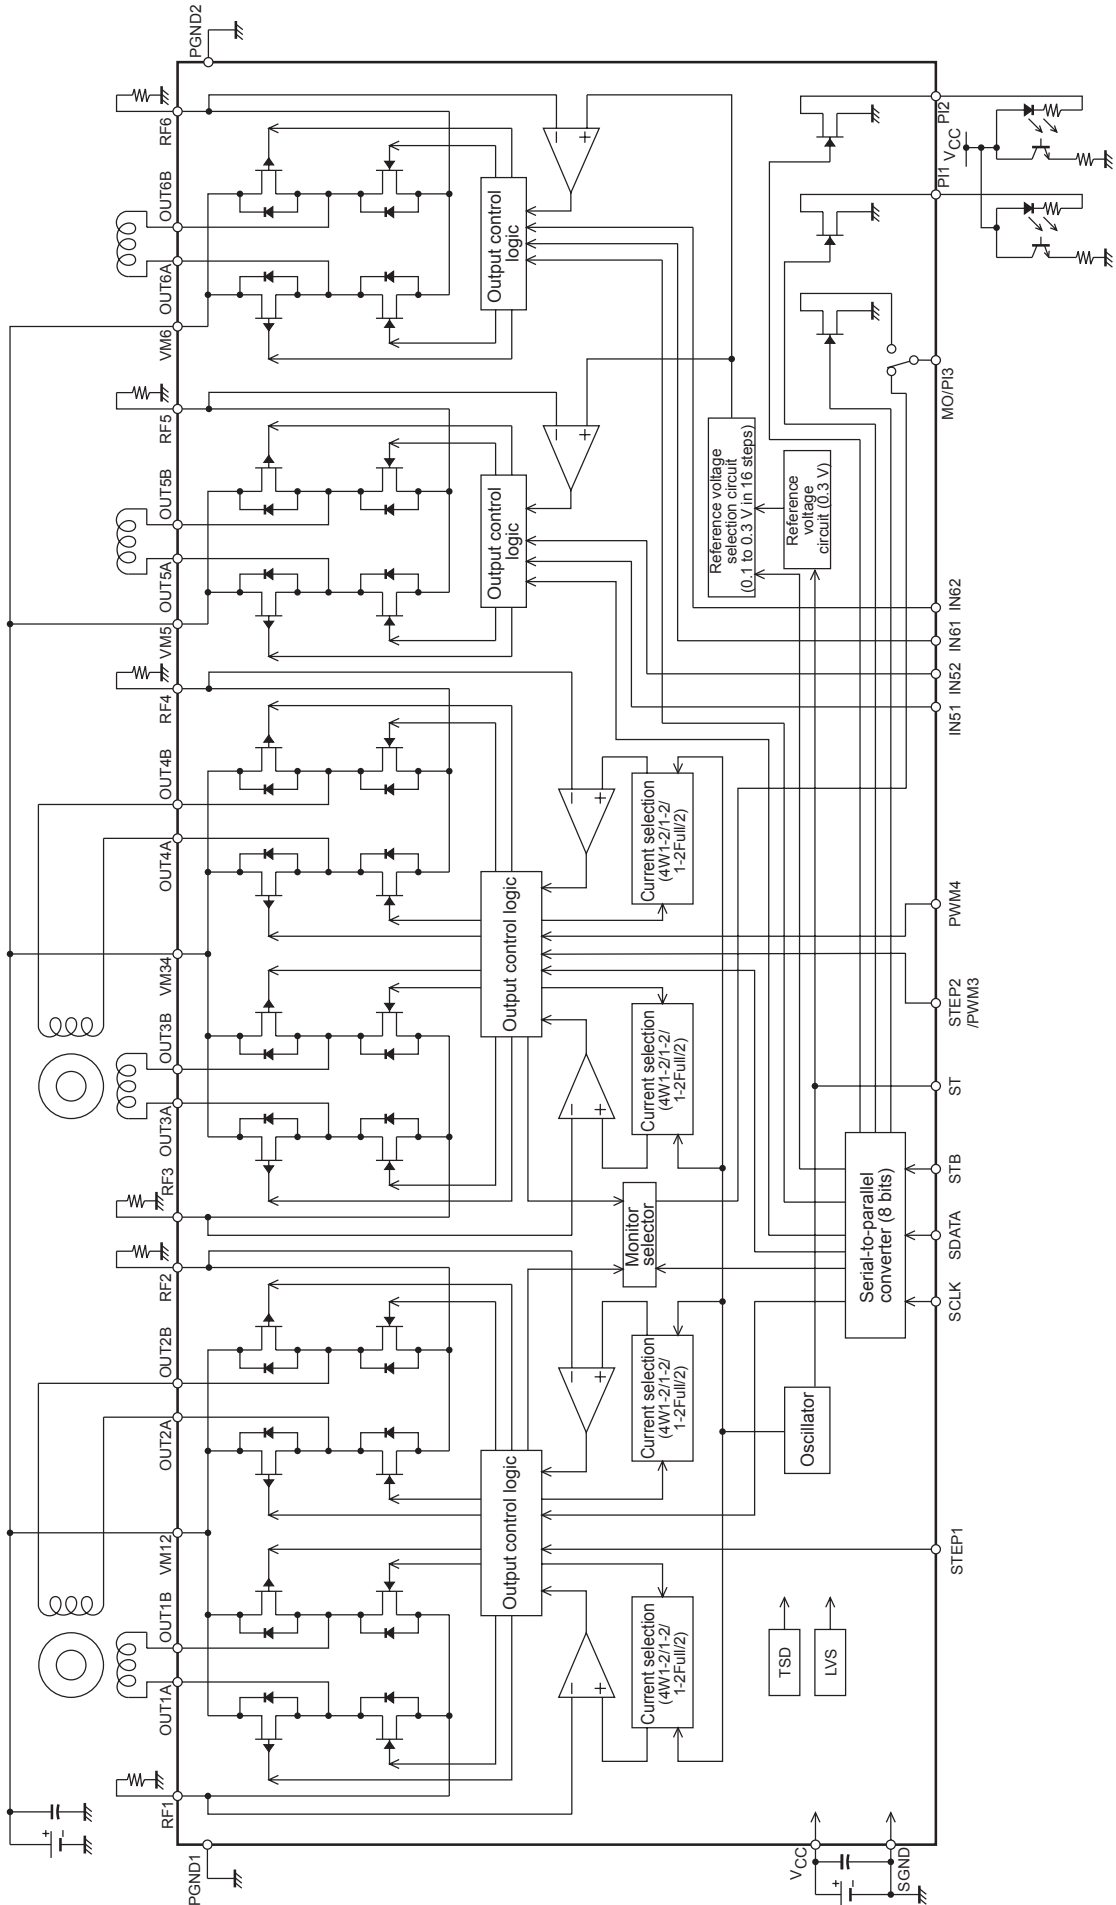 PGND2
RF6
OUT6B
OUT6A
VM6
RF5
OUT5B
OUT5A
VM5
RF4
OUT4B
OUT4A
VM34
OUT3B
OUT3A
RF3
RF2
OUT2B
OUT2A
VM12
OUT1B
OUT1A
RF1
PGND1
+
−
−
+
Output control
logic
−
+
Output control
logic
−
+
Output control logic
−
+
−
+
Output control logic
−
+
Current selection
(4W1-2/1-2/
1-2Full/2)
Current selection
(4W1-2/1-2/
1-2Full/2)
Monitor
selector
Current selection
(4W1-2/1-2/
1-2Full/2)
Current selection
(4W1-2/1-2/
1-2Full/2)
Reference voltage
selection circuit
(0.1 to 0.3 V in 16 steps)
Reference
voltage
circuit (0.3 V)
Serial-to-parallel
converter (8 bits)
Oscillator
TSD
LVS
PI2
VCC
PI1
MO/PI3
IN62
IN61
IN52
IN51
PWM4
STEP2
/PWM3
ST
STB
SDATA
SCLK
STEP1
VCC
SGND
+
−